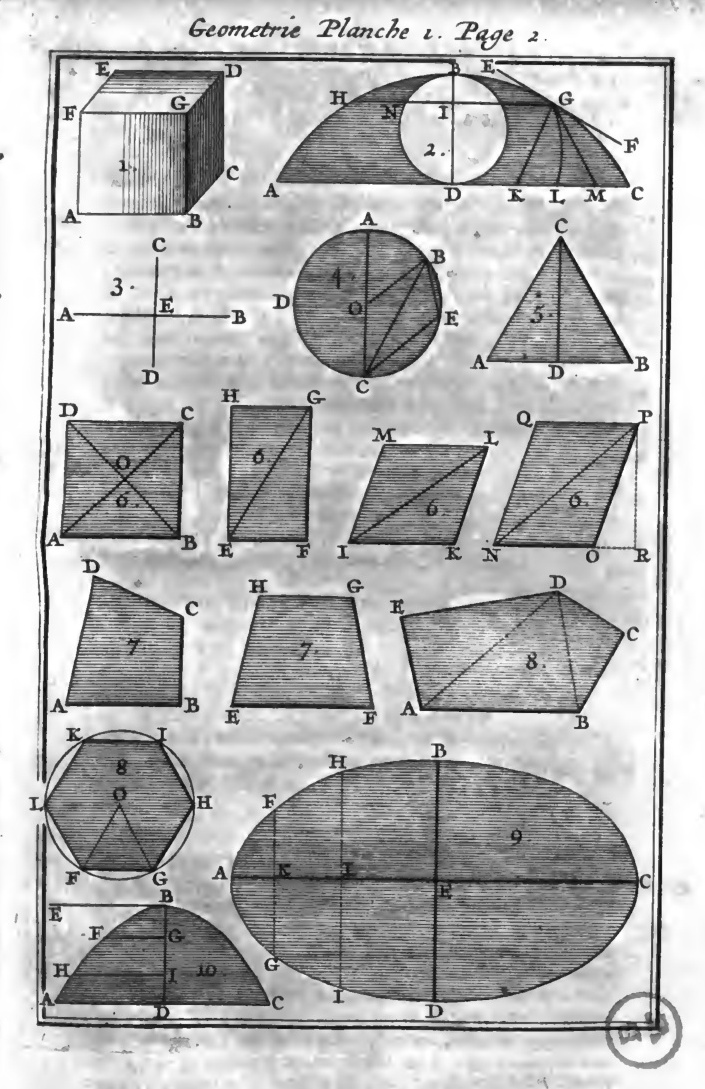 Geometrie Planche 1. Page 2.
E D B E
F G H N I G
1. 2. F
C
A B A D K L M C
C A B C
3. 4. 5.
A E B D O E
D C A D B
D C H G M L Q P
O
6. 6. 6. 6.
A B E F I K N O R
D C H G E D C
7. 7. 8.
A B E F A B
K I H B
8
O F 9
L H A K I E C
F G
E B
F G G
H I 10. I D
A D C